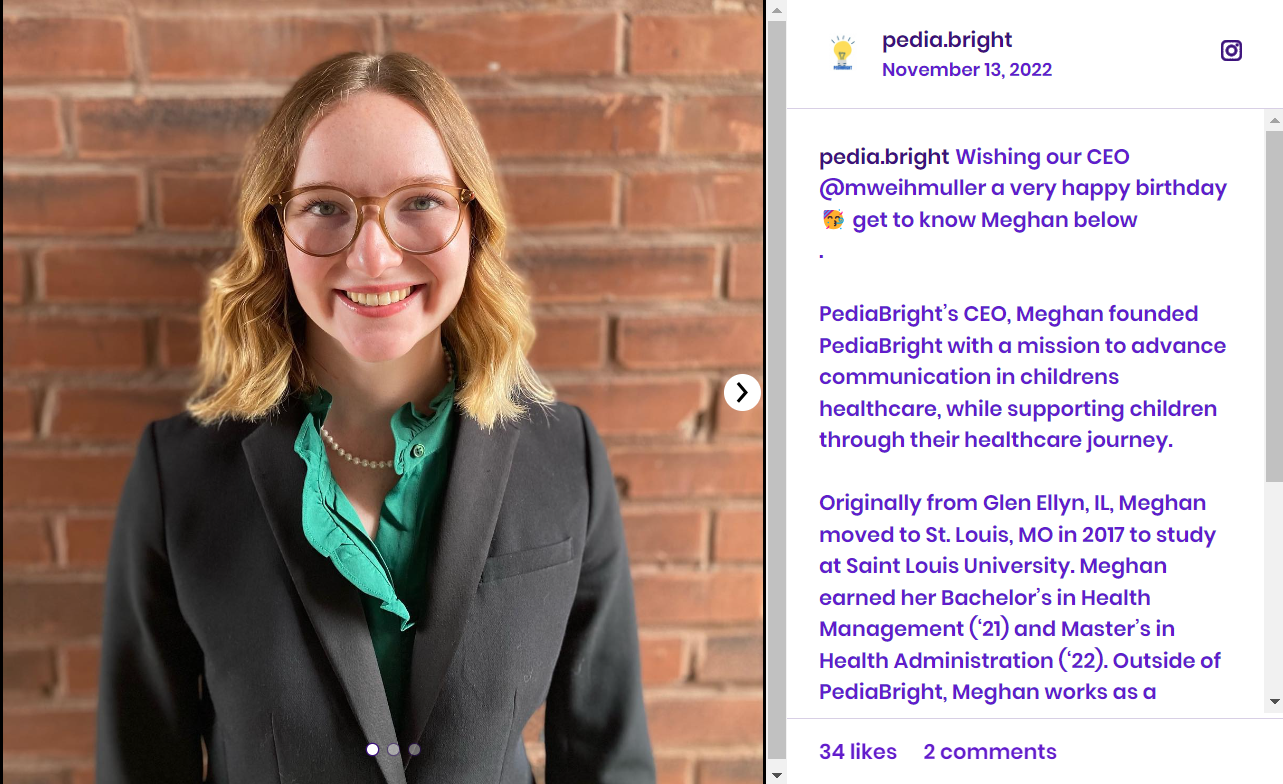 pedia.bright
November 13, 2022
pedia.bright Wishing our CEO
@mweihmuller a very happy birthday
🥳 get to know Meghan below
.
PediaBright’s CEO, Meghan founded
PediaBright with a mission to advance
communication in childrens
healthcare, while supporting children
through their healthcare journey.
Originally from Glen Ellyn, IL, Meghan
moved to St. Louis, MO in 2017 to study
at Saint Louis University. Meghan
earned her Bachelor’s in Health
Management (‘21) and Master’s in
Health Administration (‘22). Outside of
PediaBright, Meghan works as a
34 likes 2 comments